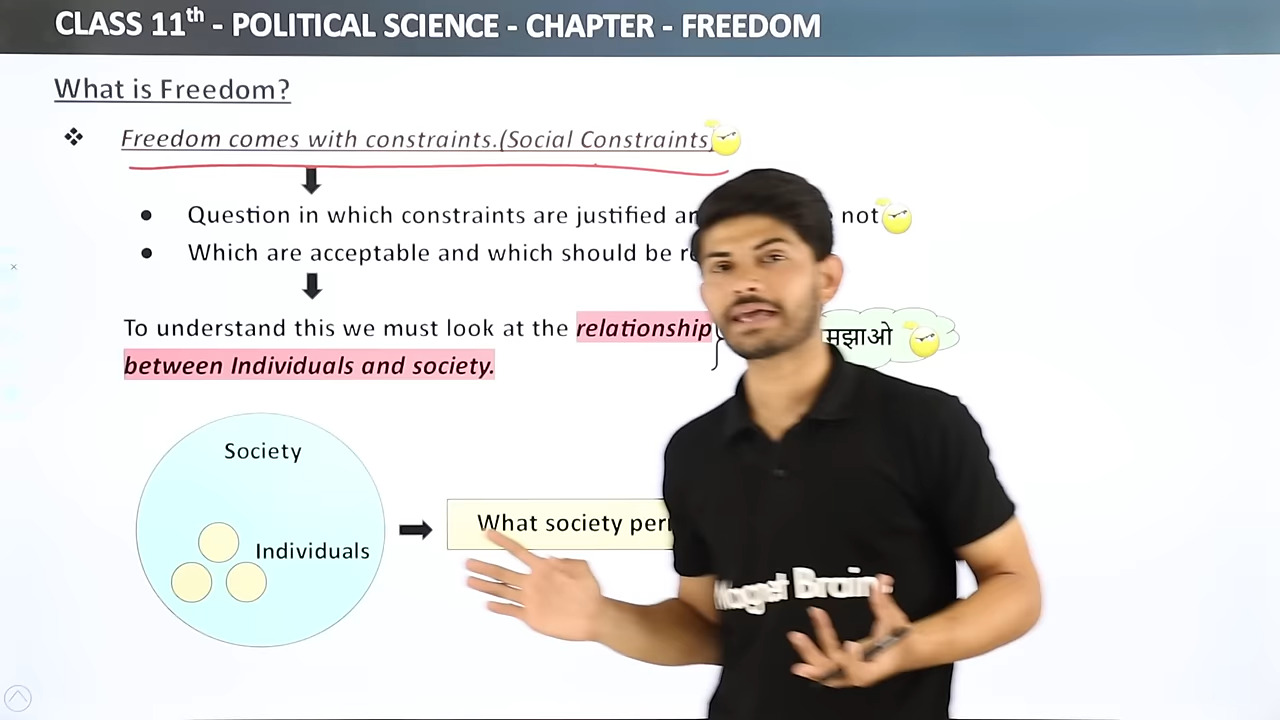 CLASS 11th - POLITICAL SCIENCE - CHAPTER - FREEDOM
What is Freedom?
Freedom comes with constraints.(Social Constraints
Question in which constraints are justified not
Which are acceptable and which should be
To understand this we must look at the relationship
between Individuals and society.
Society
Individuals
What society
Brain